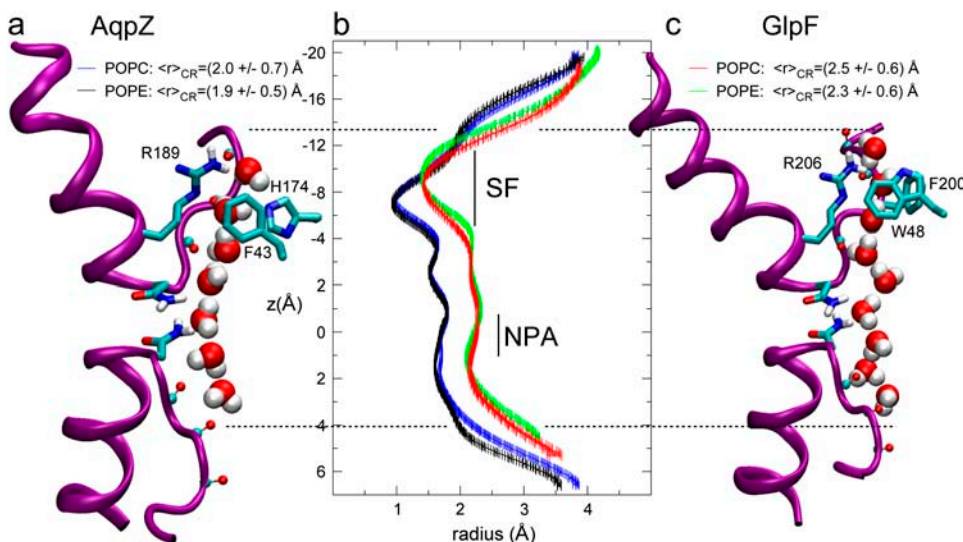 a
AqpZ
POPC: <r>CR=(2.0 +/- 0.7) Å
POPE: <r>CR=(1.9 +/- 0.5) Å
R189
H174
F43
b
-20
-16
-12
-8
-4
z(Å)
0
2
4
6
SF
NPA
1
2
3
4
radius (Å)
c
GlpF
POPC: <r>CR=(2.5 +/- 0.6) Å
POPE: <r>CR=(2.3 +/- 0.6) Å
R206
F200
W48